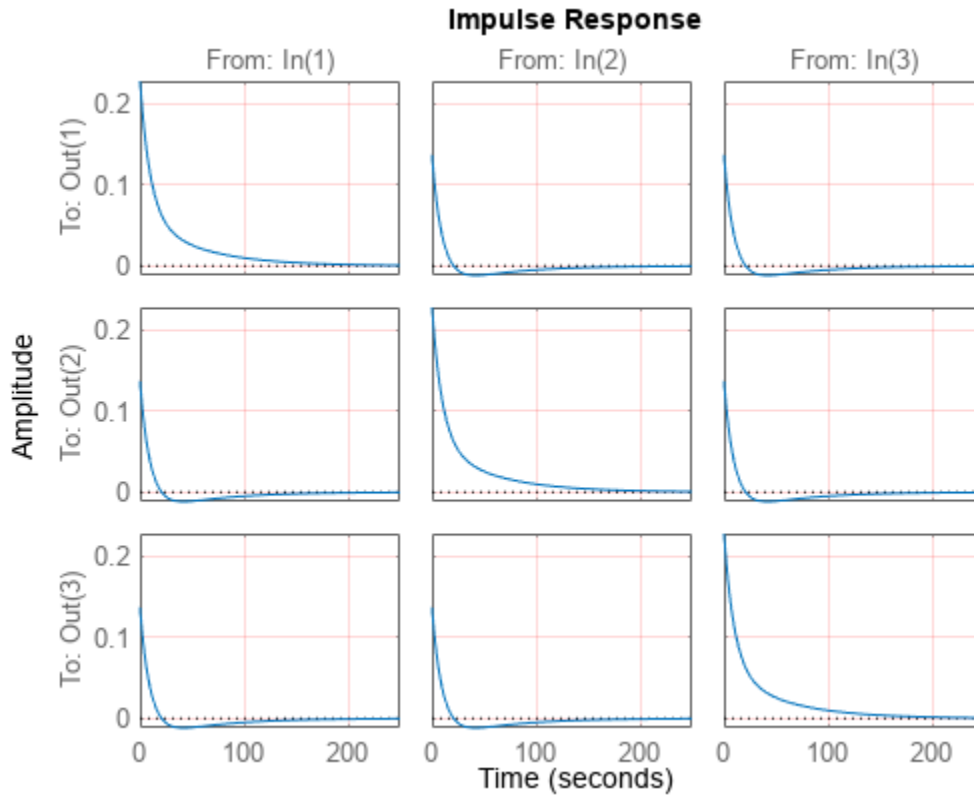 Impulse Response
From: In(1)
From: In(2)
From: In(3)
Amplitude
To: Out(1)
0.2
0.1
0
To: Out(2)
0.2
0.1
0
To: Out(3)
0.2
0.1
0
0 100 200
0 100 200
0 100 200
Time (seconds)